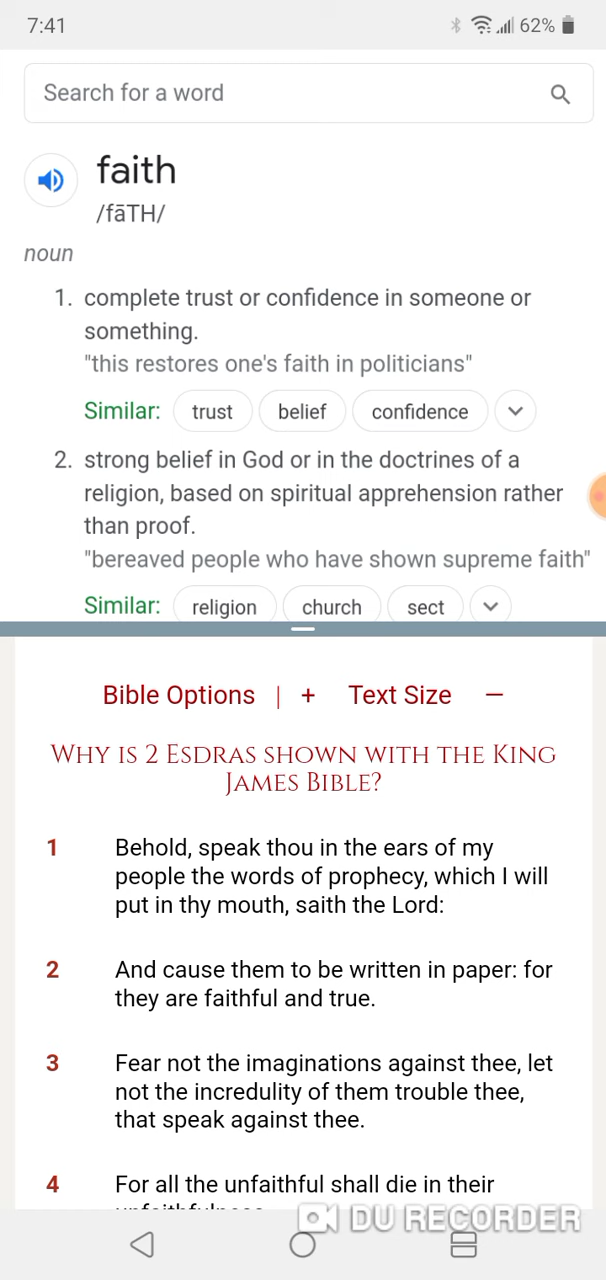 7:41
62%
Search for a word
faith
/fāTH/
noun
1. complete trust or confidence in someone or
something.
"this restores one's faith in politicians"
Similar: trust belief confidence
2. strong belief in God or in the doctrines of a
religion, based on spiritual apprehension rather
than proof.
"bereaved people who have shown supreme faith"
Similar: religion church sect
Bible Options | + Text Size —
Why is 2 Esdras shown with the King
James Bible?
1 Behold, speak thou in the ears of my
people the words of prophecy, which I will
put in thy mouth, saith the Lord:
2 And cause them to be written in paper: for
they are faithful and true.
3 Fear not the imaginations against thee, let
not the incredulity of them trouble thee,
that speak against thee.
4 For all the unfaithful shall die in their
DU RECORDER